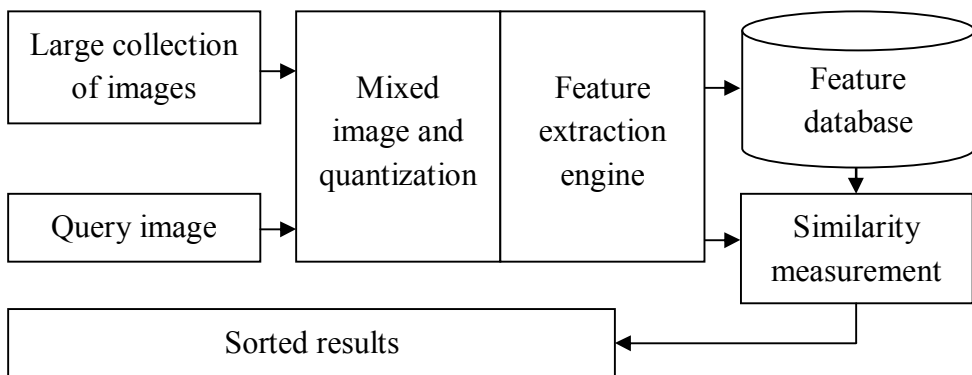 Large collection
of images
Mixed
image and
quantization
Feature
extraction
engine
Feature
database
Query image
Similarity
measurement
Sorted results